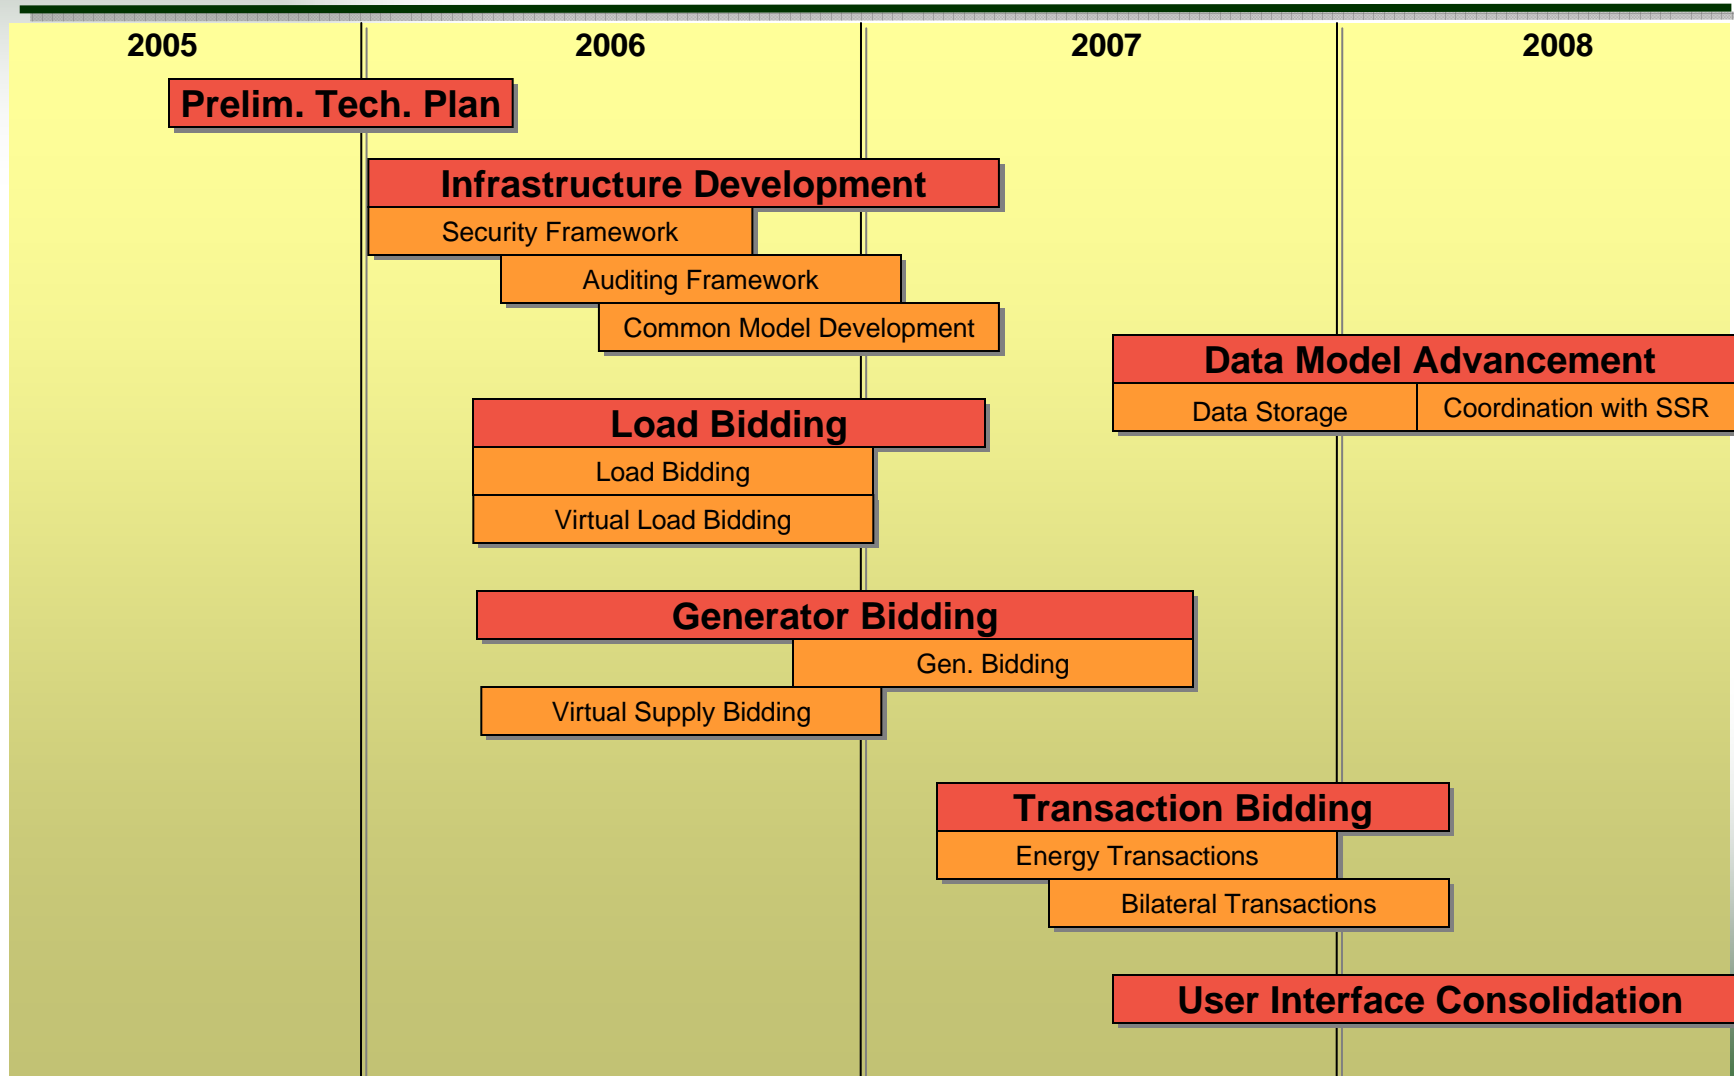 2005
2006
2007
2008
Prelim. Tech. Plan
Infrastructure Development
Security Framework
Auditing Framework
Common Model Development
Data Model Advancement
Data Storage
Coordination with SSR
Load Bidding
Load Bidding
Virtual Load Bidding
Generator Bidding
Gen. Bidding
Virtual Supply Bidding
Transaction Bidding
Energy Transactions
Bilateral Transactions
User Interface Consolidation